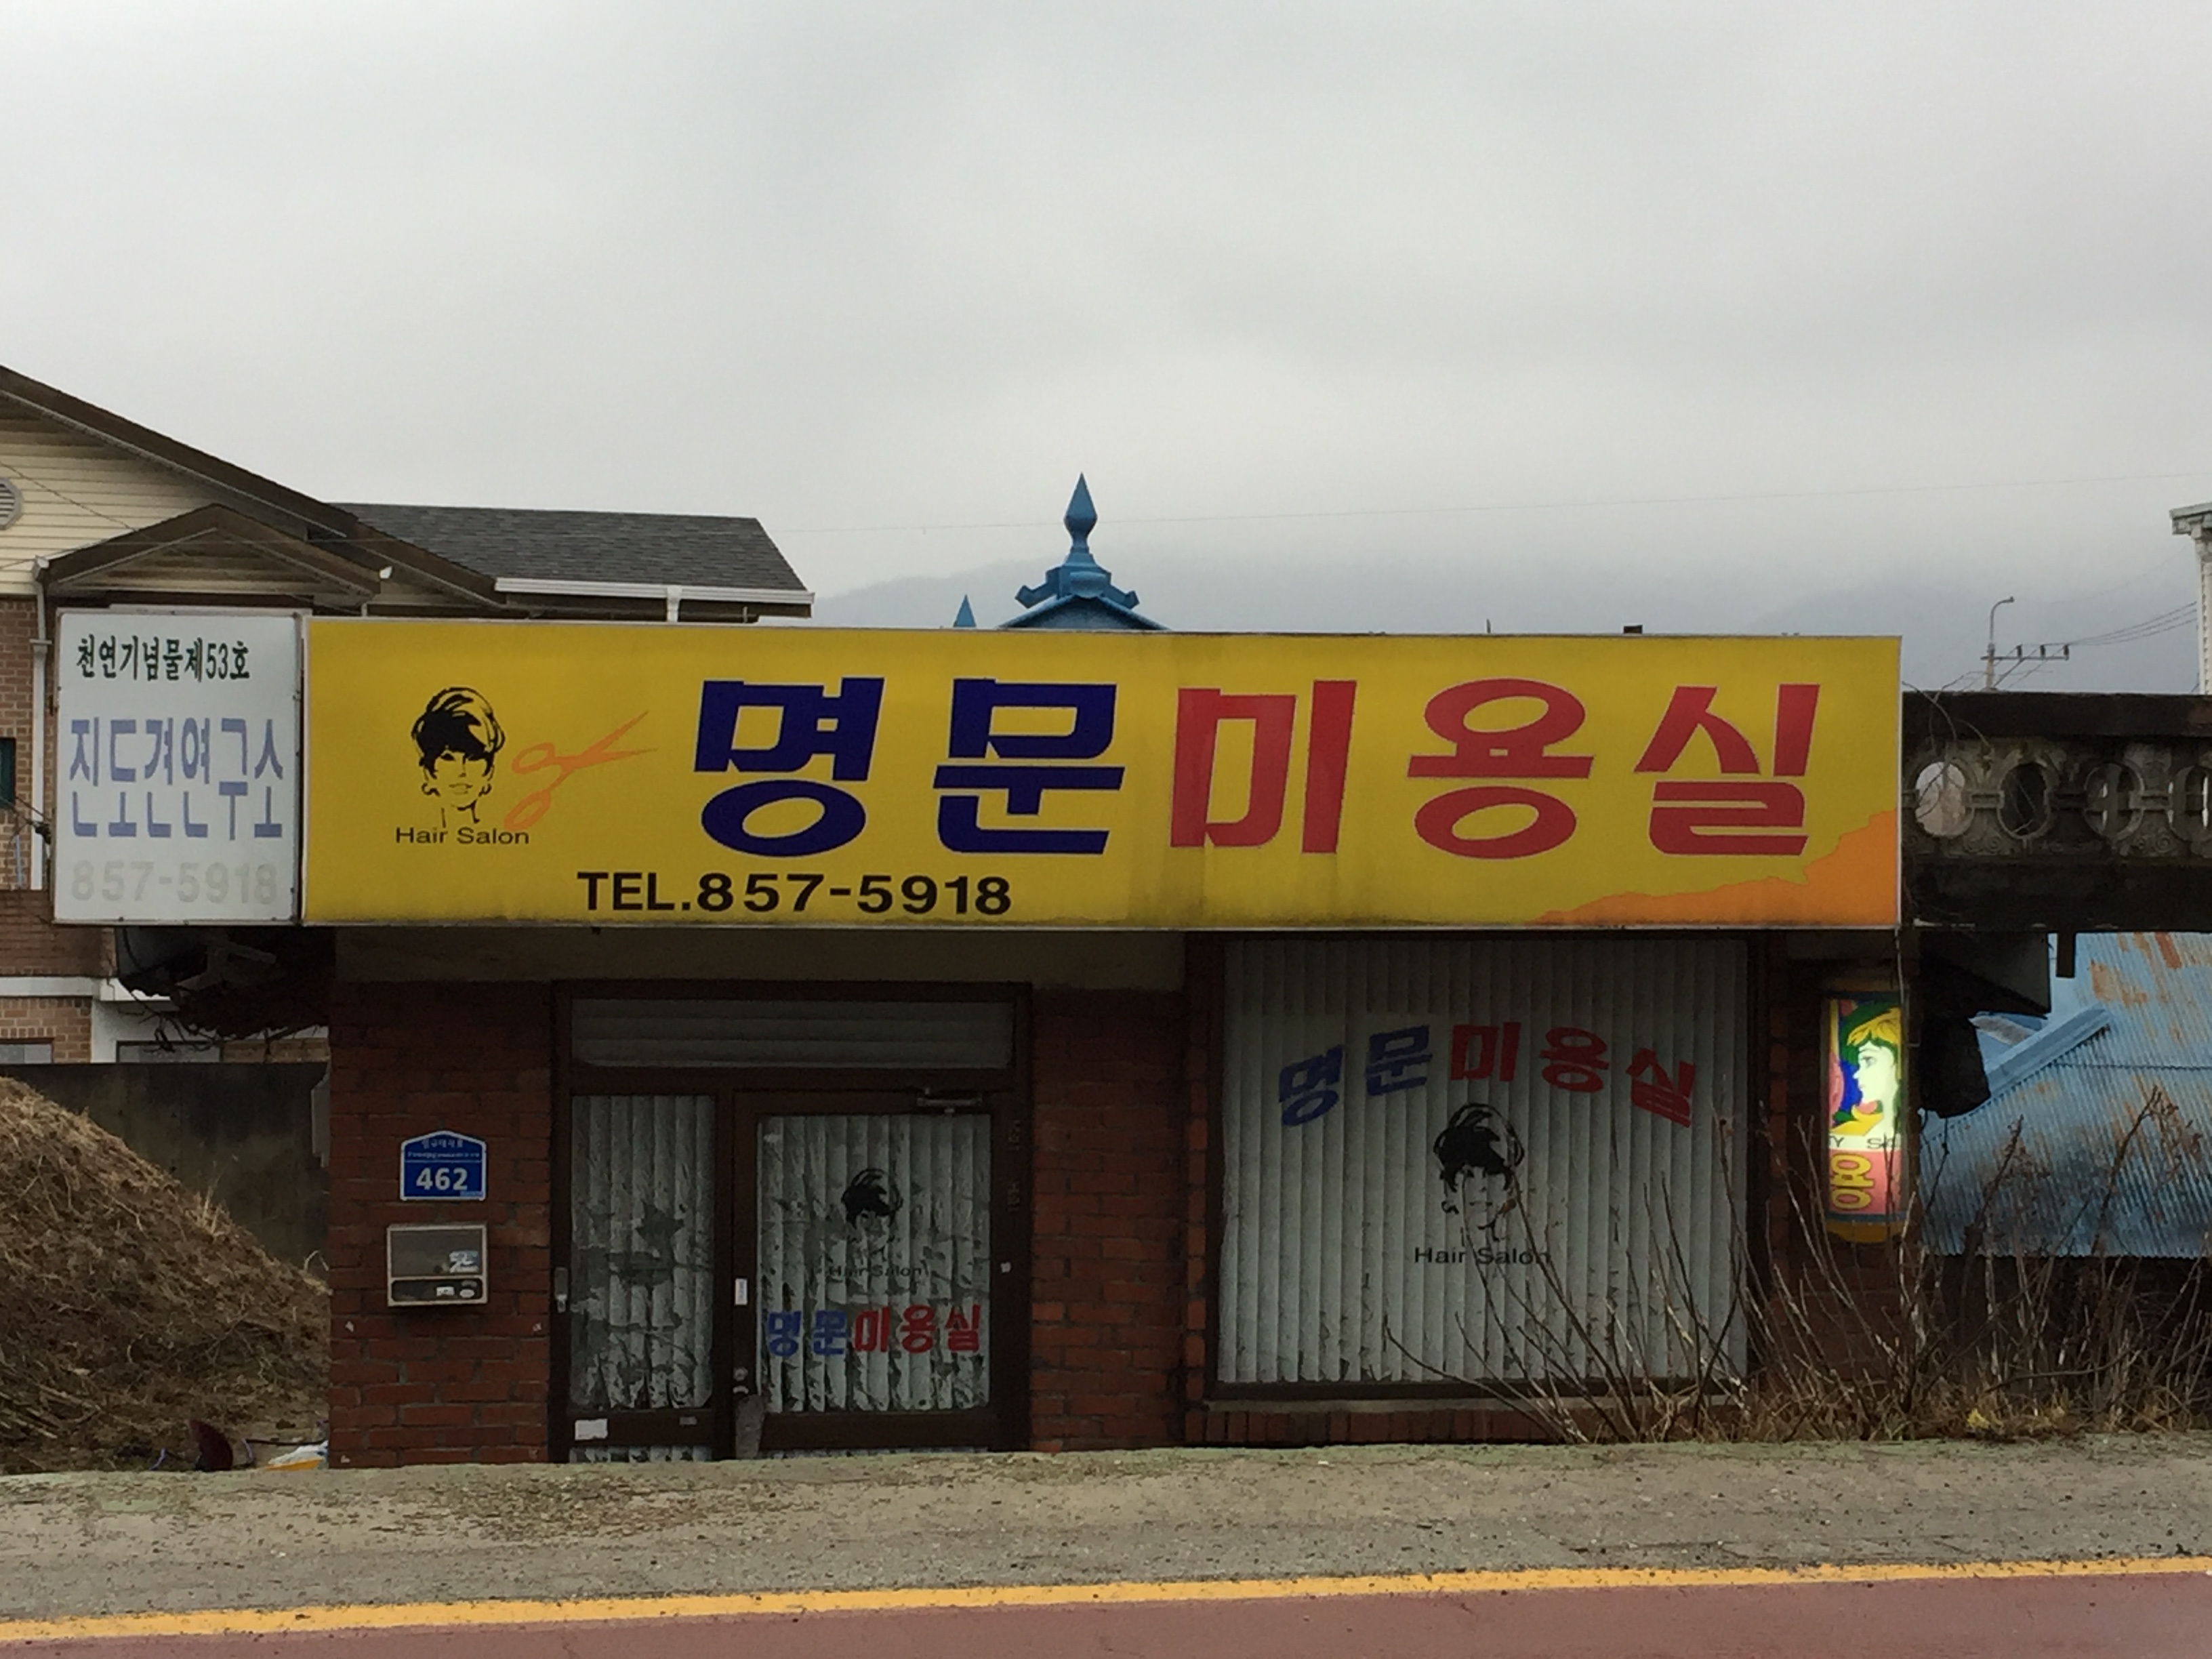 천연기념물제53호
진도견연구소
857-5918
명문미용실
Hair Salon
TEL.857-5918
명문미용실
Hair Salon
462
Hair Salon
명문미용실
용